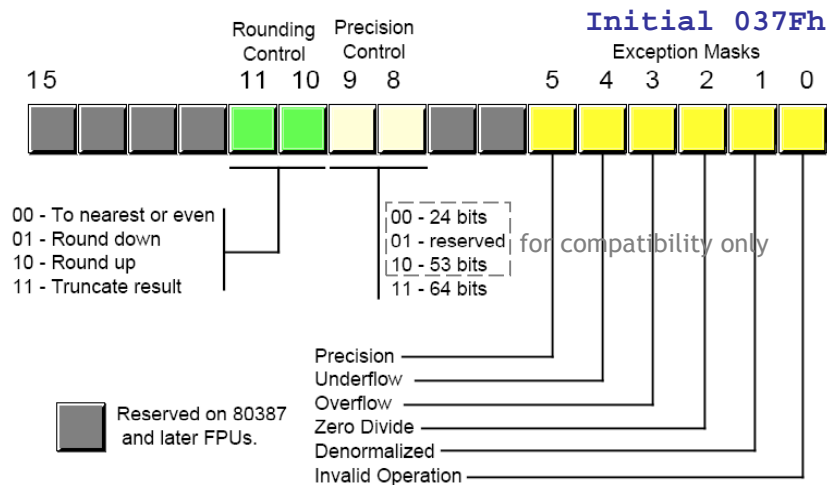 Initial 037Fh
Rounding Control
Precision Control
Exception Masks
15 11 10 9 8 5 4 3 2 1 0
00 - To nearest or even
01 - Round down
10 - Round up
11 - Truncate result
00 - 24 bits
01 - reserved
10 - 53 bits
11 - 64 bits
for compatibility only
Precision
Underflow
Overflow
Zero Divide
Denormalized
Invalid Operation
Reserved on 80387
and later FPUs.